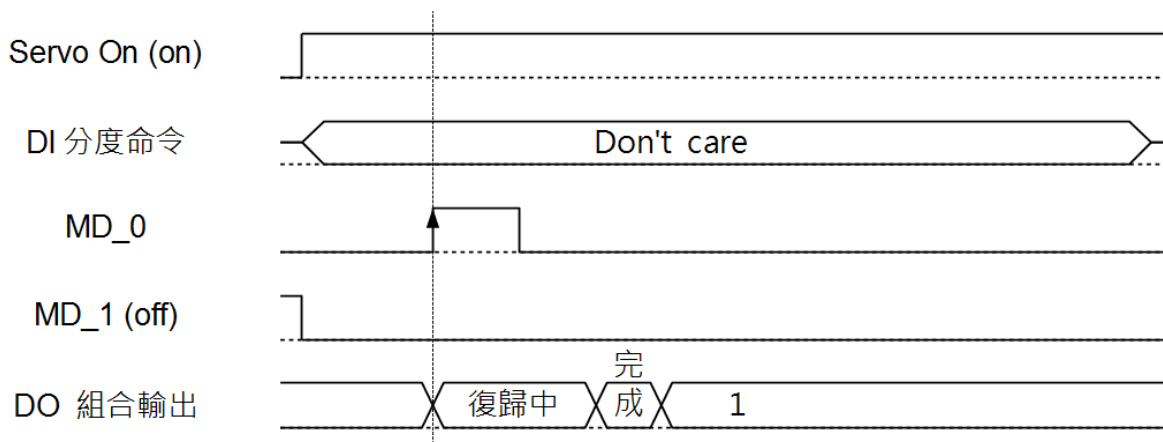 Servo On (on)
DI 分度命令
Don't care
MD_0
MD_1 (off)
DO 組合輸出
復歸中
完
成
1